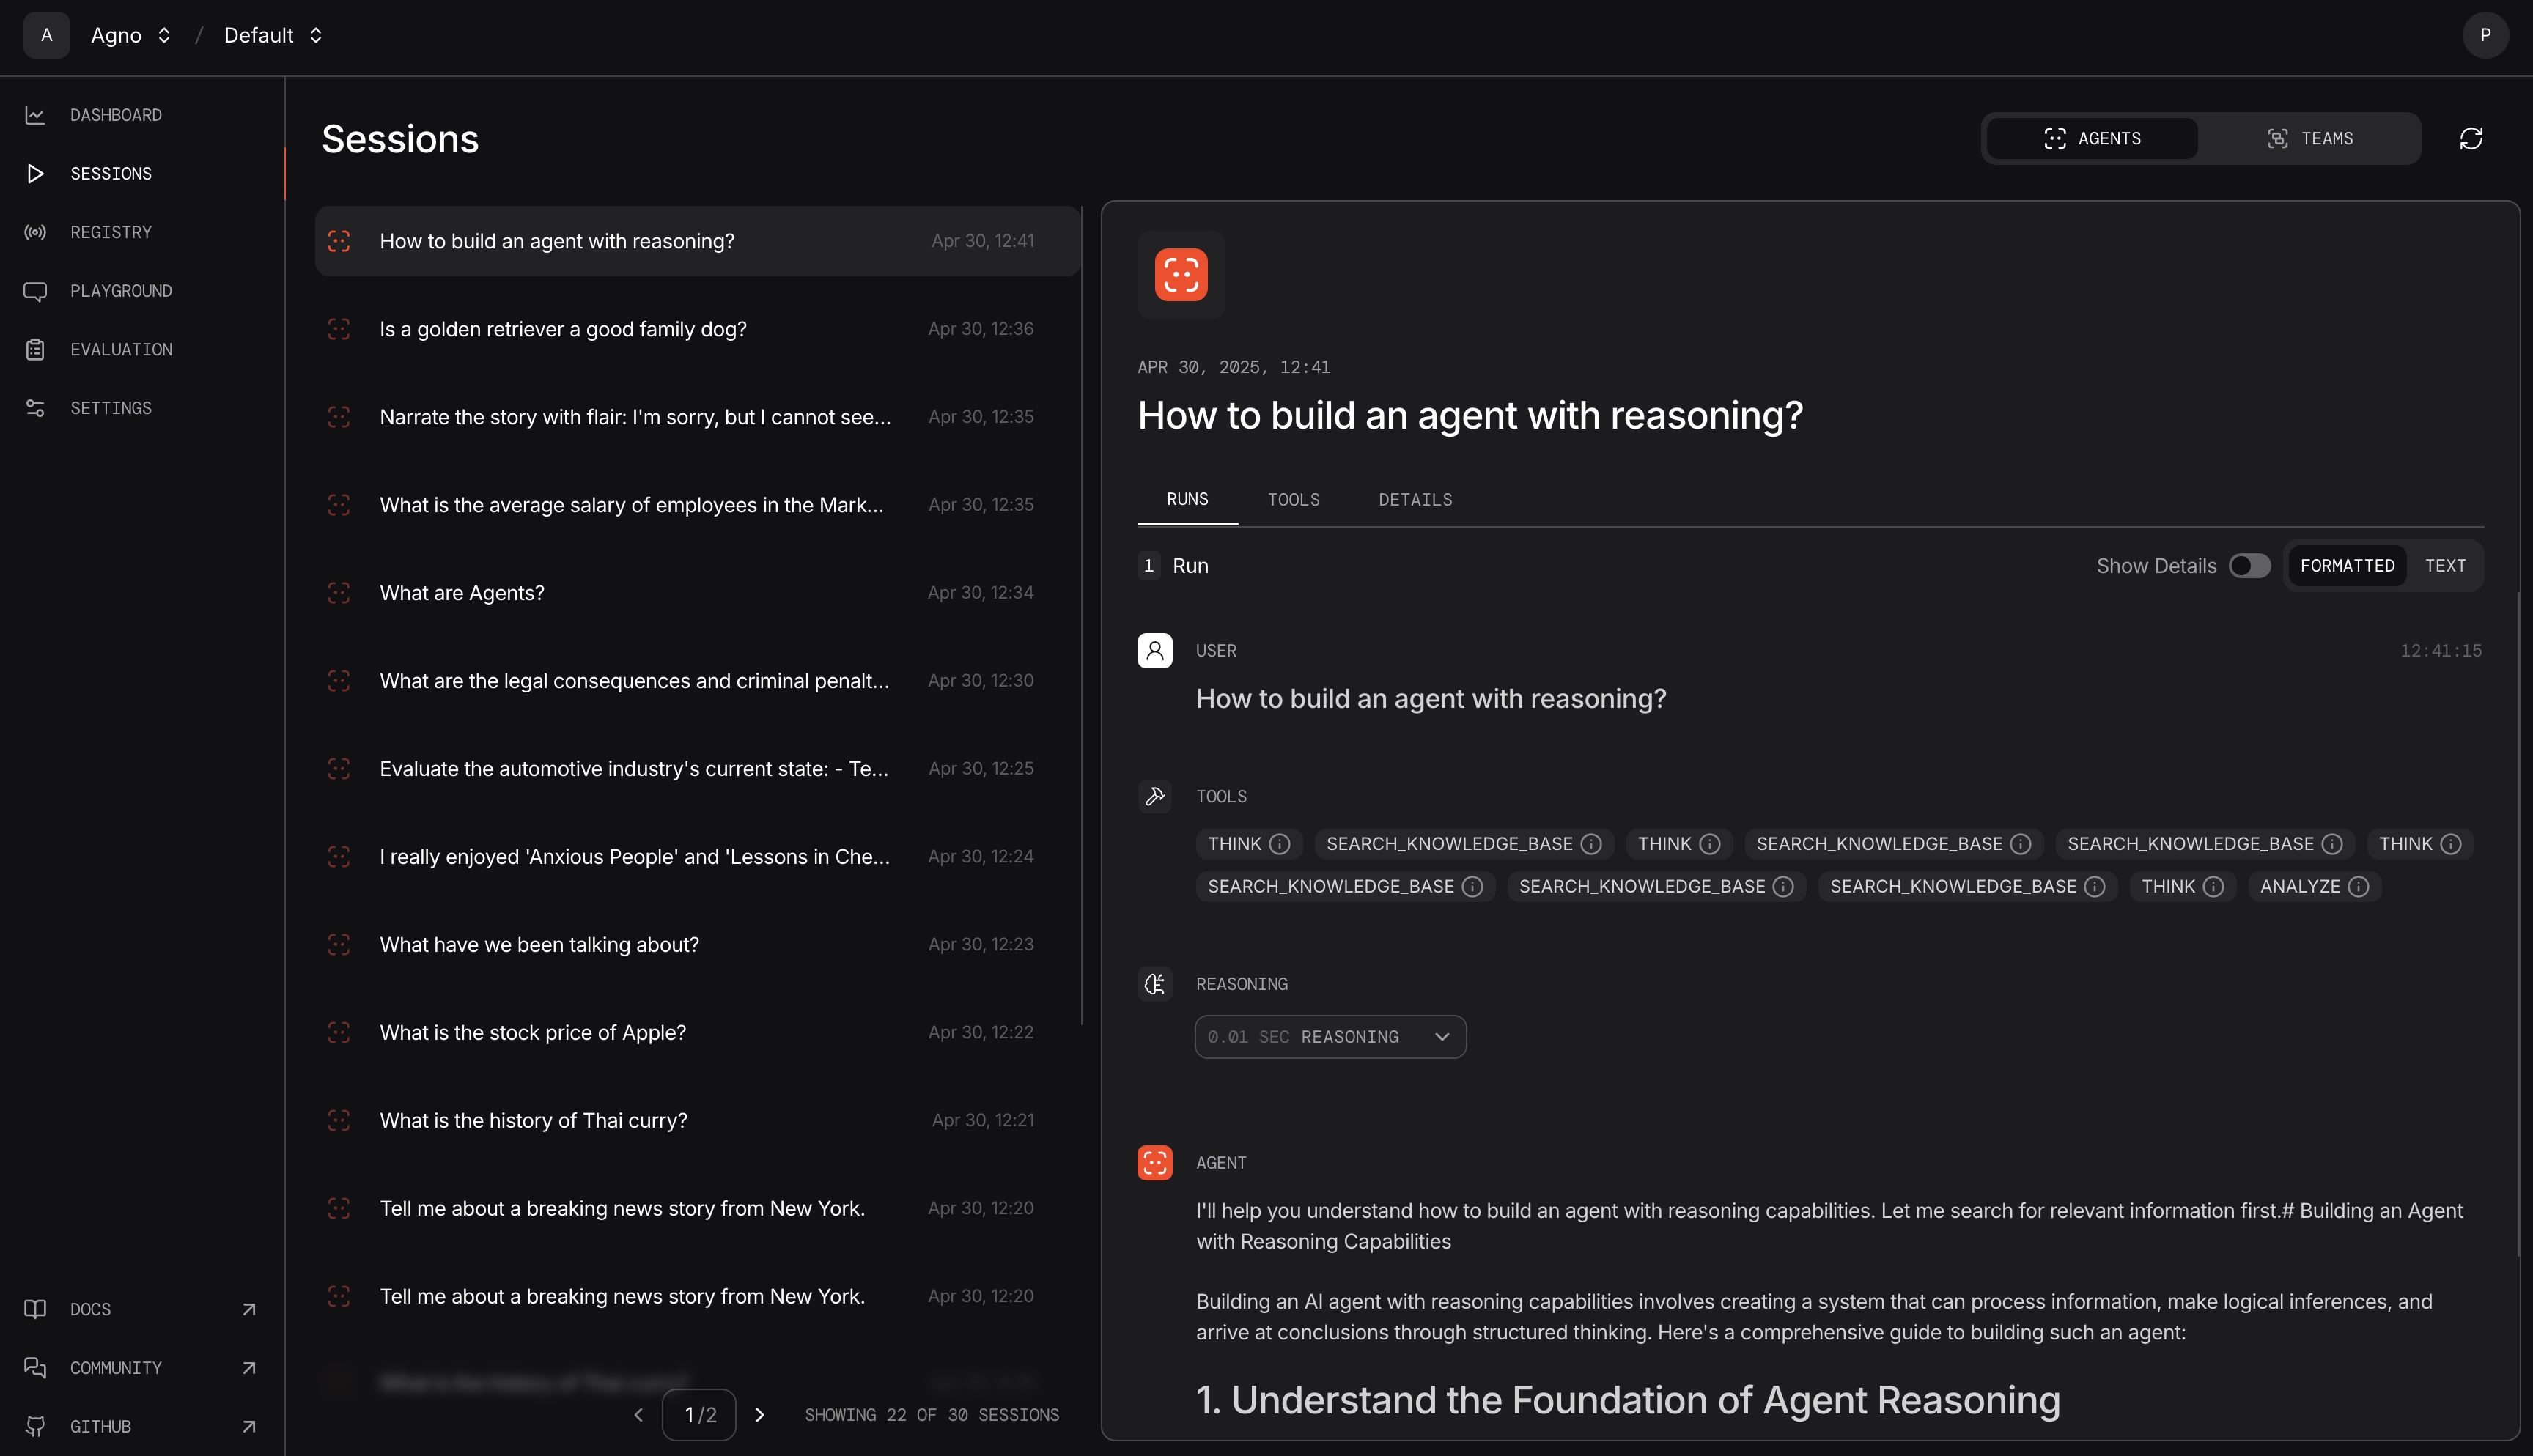 A Agno / Default P
DASHBOARD
SESSIONS
REGISTRY
PLAYGROUND
EVALUATION
SETTINGS
DOCS
COMMUNITY
GITHUB
Sessions
AGENTS TEAMS
How to build an agent with reasoning? Apr 30, 12:41
Is a golden retriever a good family dog? Apr 30, 12:36
Narrate the story with flair: I'm sorry, but I cannot see... Apr 30, 12:35
What is the average salary of employees in the Mark... Apr 30, 12:35
What are Agents? Apr 30, 12:34
What are the legal consequences and criminal penalt... Apr 30, 12:30
Evaluate the automotive industry's current state: - Te... Apr 30, 12:25
I really enjoyed 'Anxious People' and 'Lessons in Che... Apr 30, 12:24
What have we been talking about? Apr 30, 12:23
What is the stock price of Apple? Apr 30, 12:22
What is the history of Thai curry? Apr 30, 12:21
Tell me about a breaking news story from New York. Apr 30, 12:20
Tell me about a breaking news story from New York. Apr 30, 12:20
What is the history of Thai curry?
1/2 SHOWING 22 OF 30 SESSIONS
APR 30, 2025, 12:41
How to build an agent with reasoning?
RUNS TOOLS DETAILS
1 Run Show Details FORMATTED TEXT
USER 12:41:15
How to build an agent with reasoning?
TOOLS
THINK SEARCH_KNOWLEDGE_BASE THINK SEARCH_KNOWLEDGE_BASE SEARCH_KNOWLEDGE_BASE THINK
SEARCH_KNOWLEDGE_BASE SEARCH_KNOWLEDGE_BASE SEARCH_KNOWLEDGE_BASE THINK ANALYZE
REASONING
0.01 SEC REASONING
AGENT
I'll help you understand how to build an agent with reasoning capabilities. Let me search for relevant information first.# Building an Agent
with Reasoning Capabilities
Building an AI agent with reasoning capabilities involves creating a system that can process information, make logical inferences, and
arrive at conclusions through structured thinking. Here's a comprehensive guide to building such an agent:
1. Understand the Foundation of Agent Reasoning